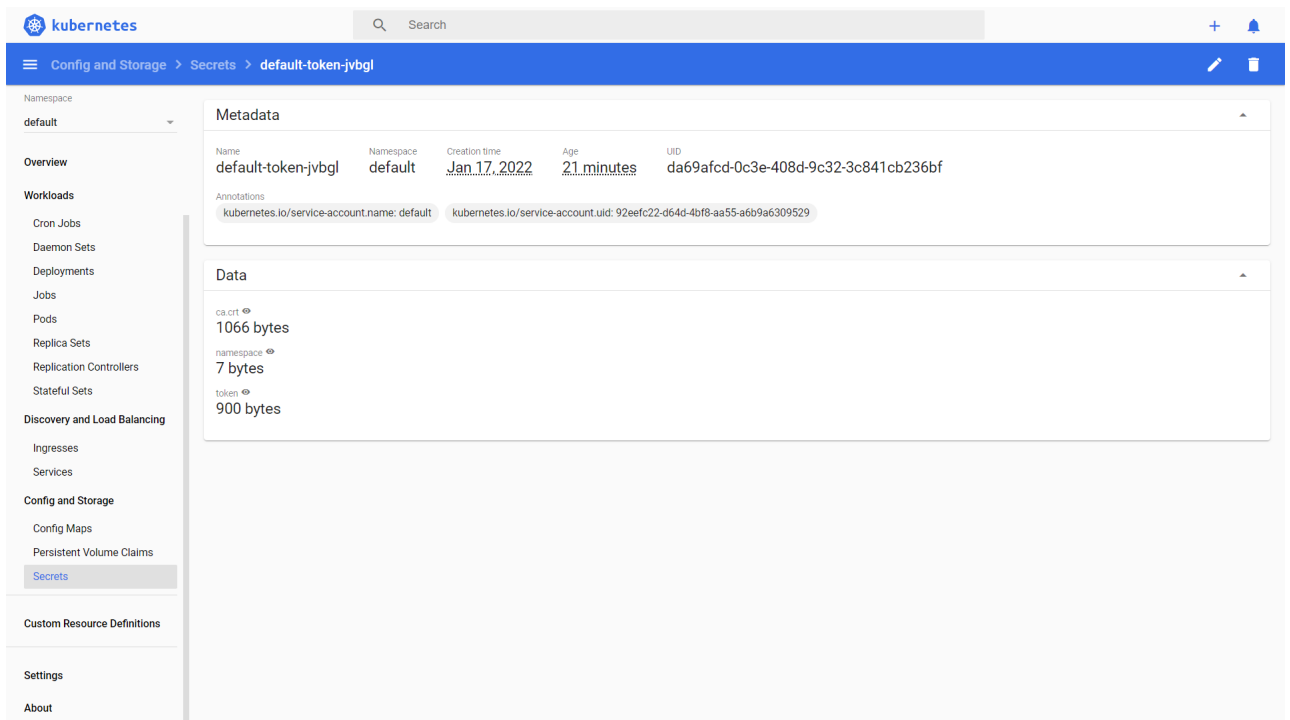 kubernetes
Search
Config and Storage > Secrets > default-token-jvbgl
Namespace
default
Overview
Workloads
Cron Jobs
Daemon Sets
Deployments
Jobs
Pods
Replica Sets
Replication Controllers
Stateful Sets
Discovery and Load Balancing
Ingresses
Services
Config and Storage
Config Maps
Persistent Volume Claims
Secrets
Custom Resource Definitions
Settings
About
Metadata
Name Namespace Creation time Age UID
default-token-jvbgl default Jan 17, 2022 21 minutes da69afcd-0c3e-408d-9c32-3c841cb236bf
Annotations
kubernetes.io/service-account.name: default kubernetes.io/service-account.uid: 92eefc22-d64d-4bf8-aa55-a6b9a6309529
Data
ca.crt
1066 bytes
namespace
7 bytes
token
900 bytes